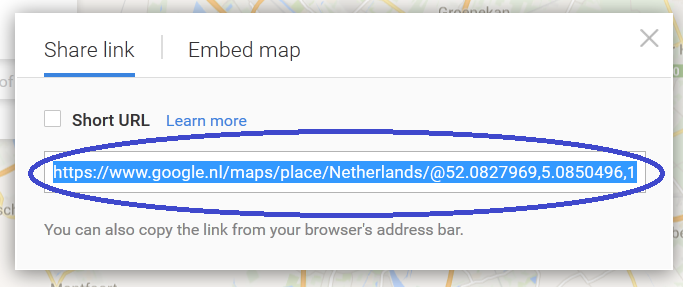 Groenekan
Share link
Embed map
Short URL Learn more
https://www.google.nl/maps/place/Netherlands/@52.0827969,5.0850496,1
You can also copy the link from your browser's address bar.